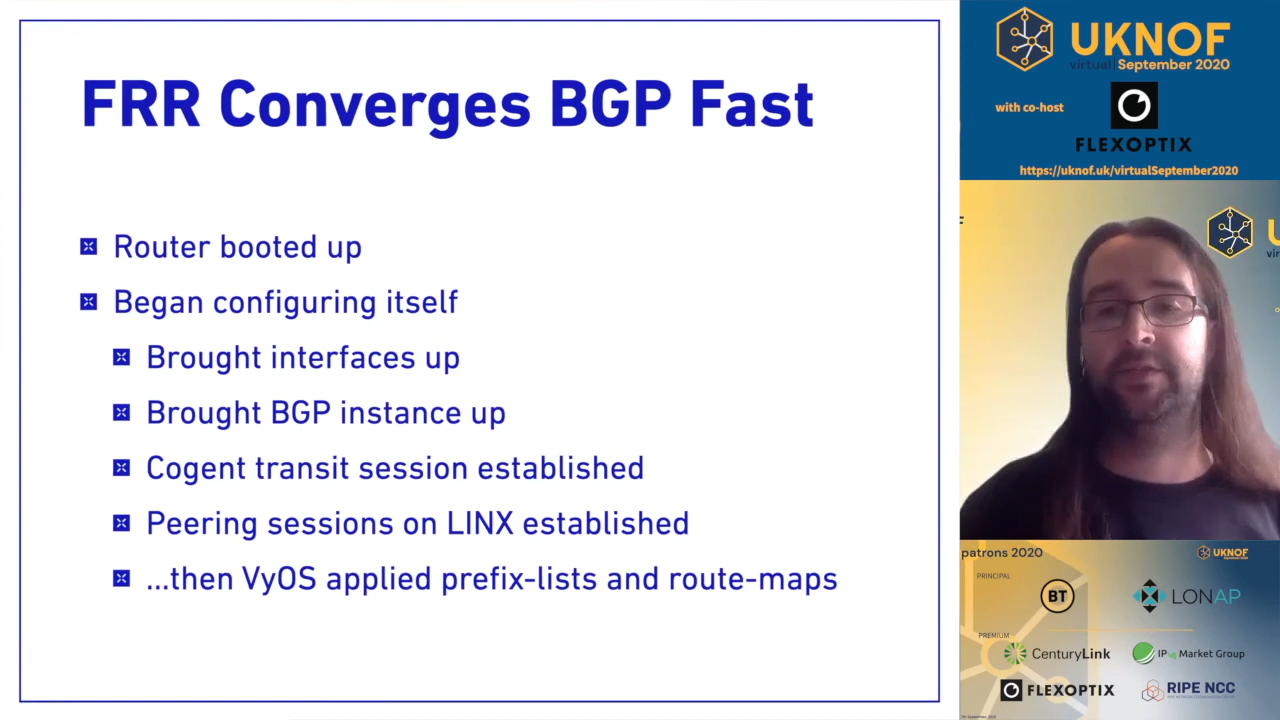 FRR Converges BGP Fast
Router booted up
Began configuring itself
Brought interfaces up
Brought BGP instance up
Cogent transit session established
Peering sessions on LINX established
...then VyOS applied prefix-lists and route-maps
UKNOF
virtual September 2020
with co-host
FLEXOPTIX
https://uknof.uk/virtualSeptember2020
patrons 2020
UKNOF
PRINCIPAL
BT
LONAP
PREMIUM
CenturyLink
IP Market Group
FLEXOPTIX
RIPE NCC